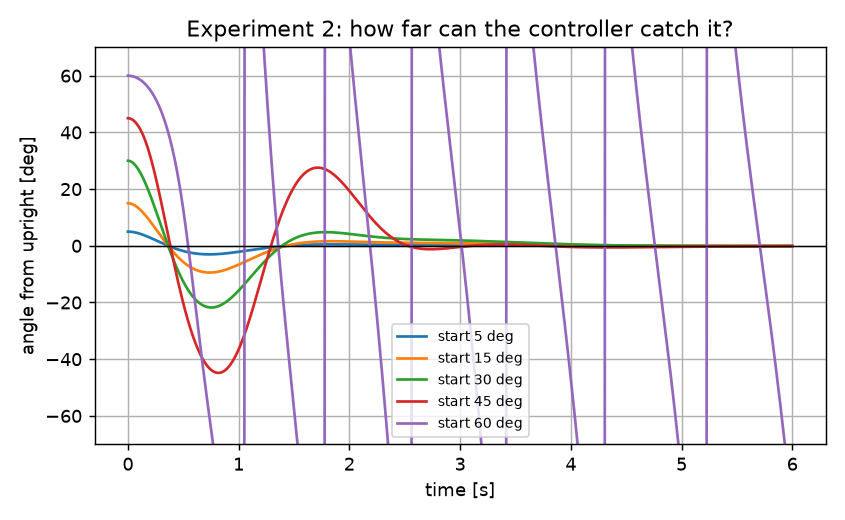 Experiment 2: how far can the controller catch it?
angle from upright [deg]
60
40
20
0
−20
−40
−60
start 5 deg
start 15 deg
start 30 deg
start 45 deg
start 60 deg
0 1 2 3 4 5 6
time [s]